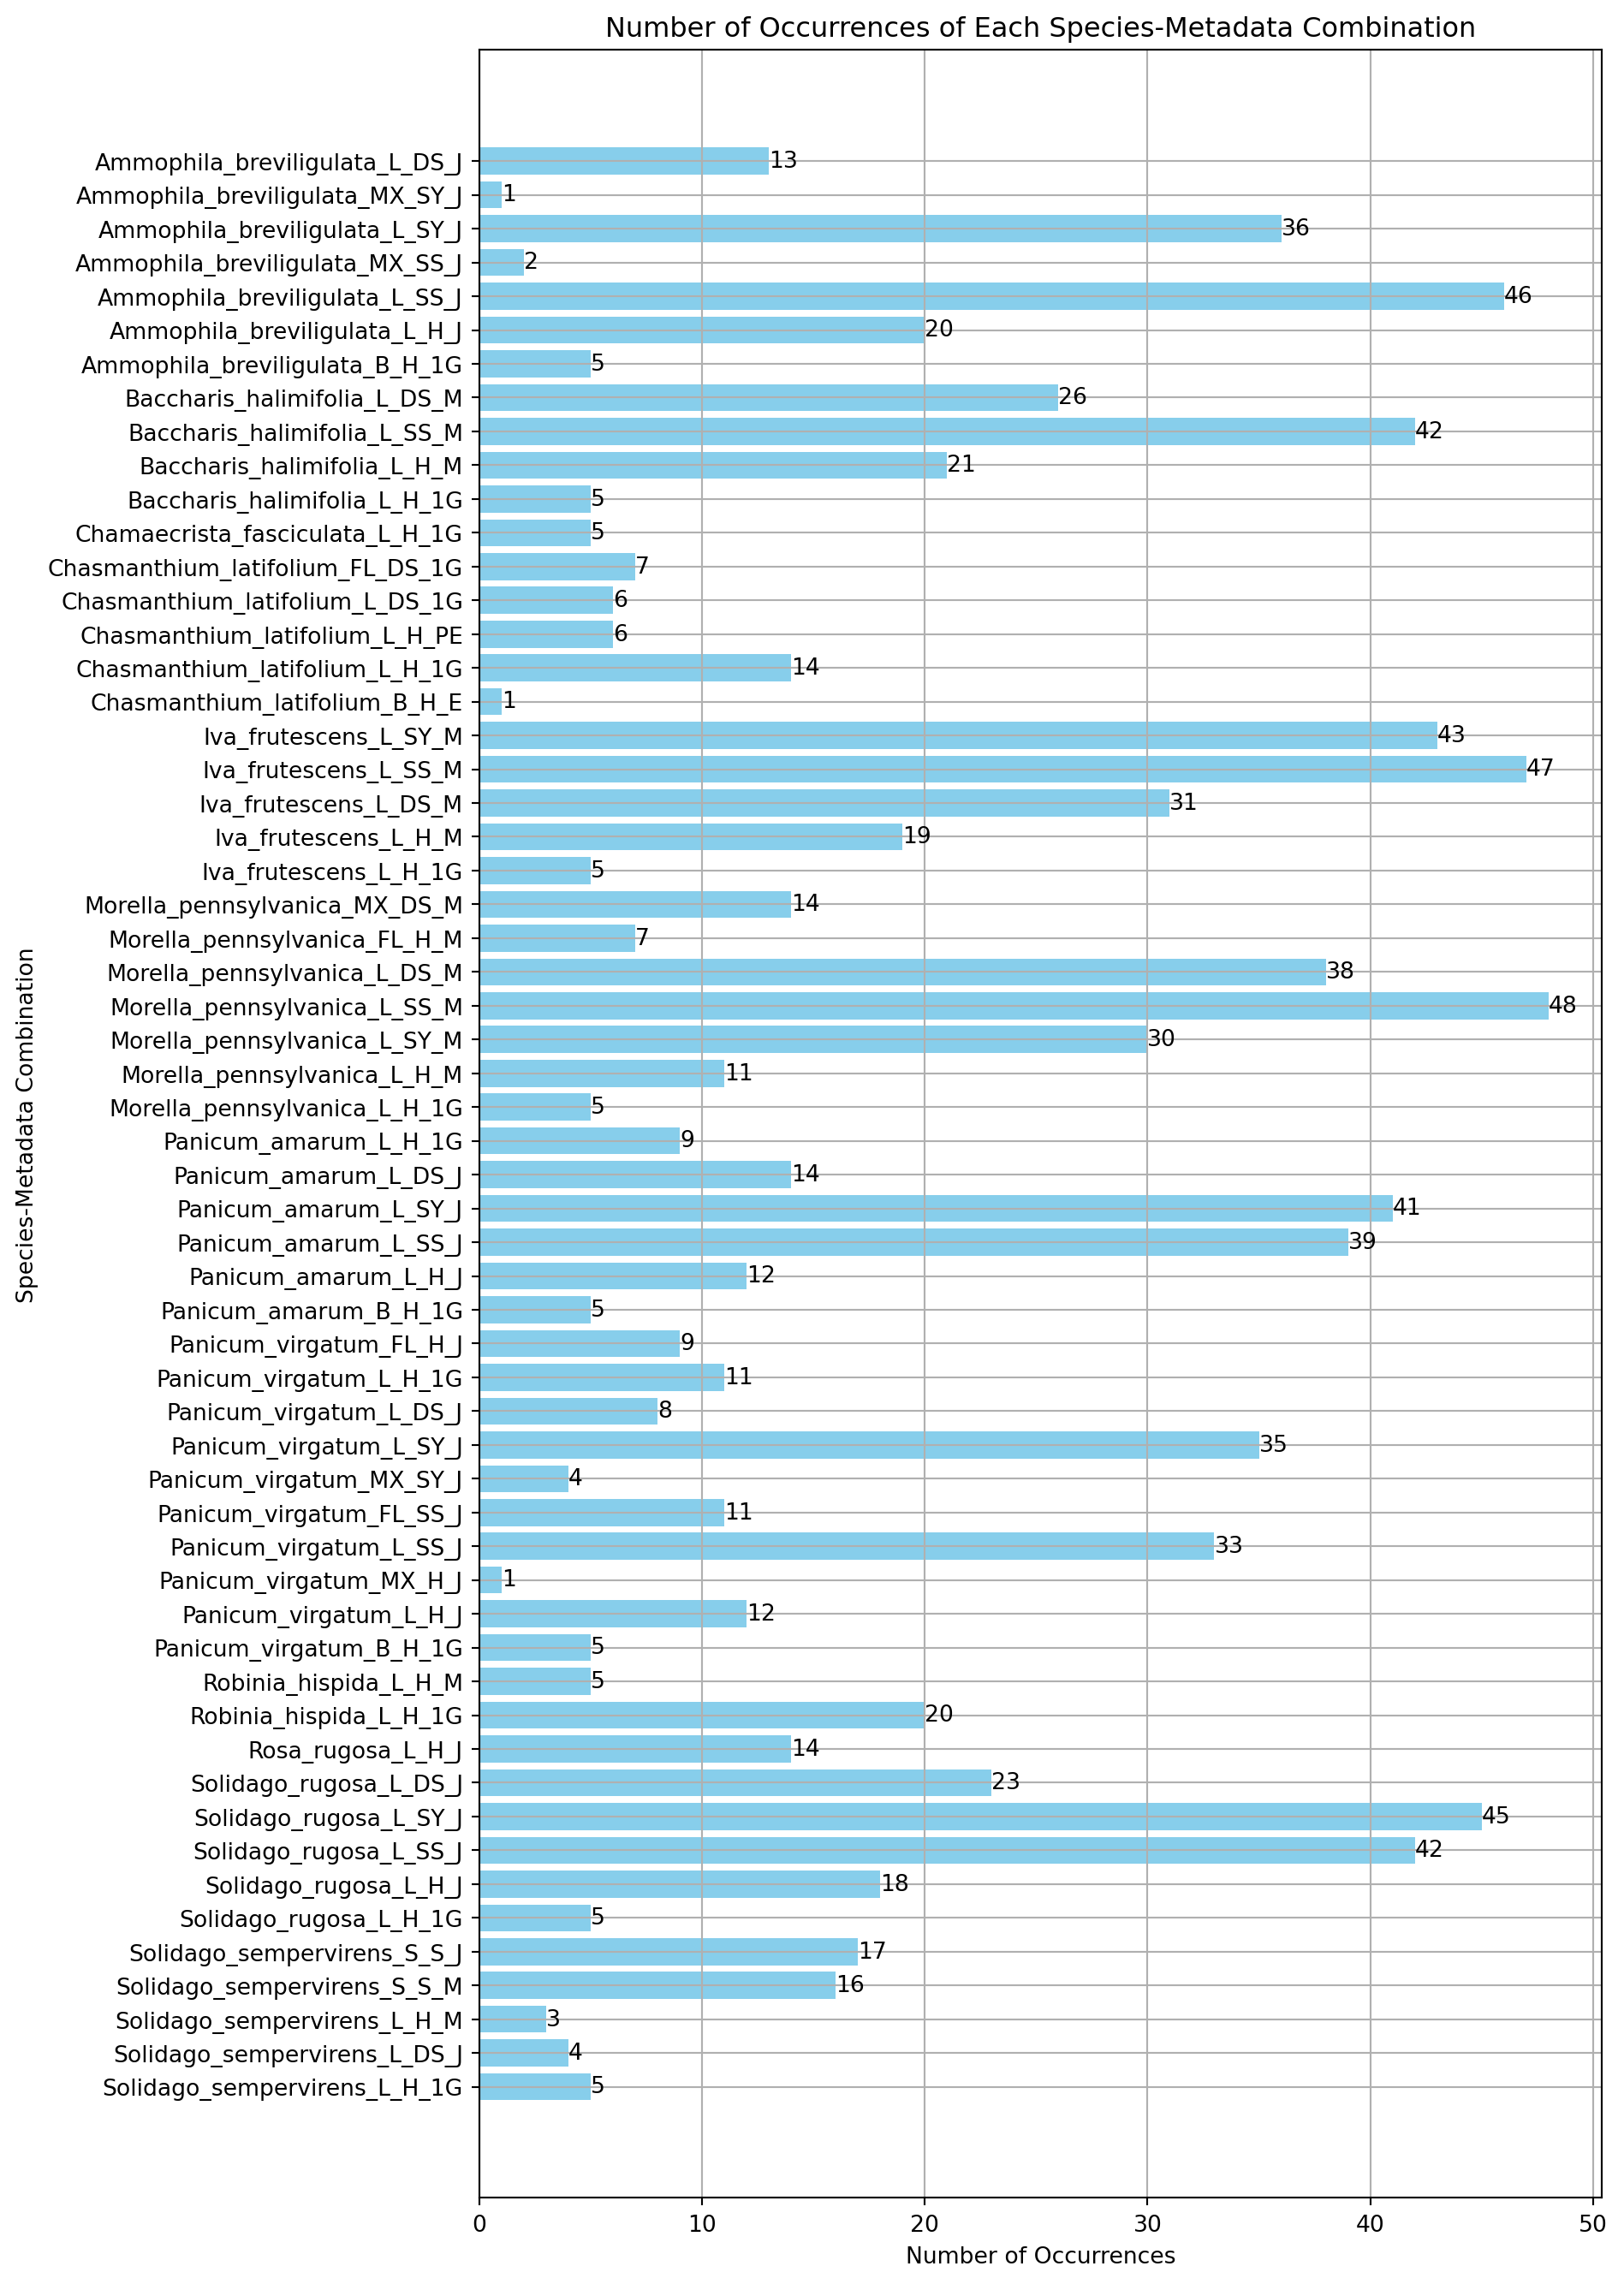 Number of Occurrences of Each Species-Metadata Combination
Ammophila_breviligulata_L_DS_J 13
Ammophila_breviligulata_MX_SY_J 1
Ammophila_breviligulata_L_SY_J 36
Ammophila_breviligulata_MX_SS_J 2
Ammophila_breviligulata_L_SS_J 46
Ammophila_breviligulata_L_H_J 20
Ammophila_breviligulata_B_H_1G 5
Baccharis_halimifolia_L_DS_M 26
Baccharis_halimifolia_L_SS_M 42
Baccharis_halimifolia_L_H_M 21
Baccharis_halimifolia_L_H_1G 5
Chamaecrista_fasciculata_L_H_1G 5
Chasmanthium_latifolium_FL_DS_1G 7
Chasmanthium_latifolium_L_DS_1G 6
Chasmanthium_latifolium_L_H_PE 6
Chasmanthium_latifolium_L_H_1G 14
Chasmanthium_latifolium_B_H_E 1
Iva_frutescens_L_SY_M 43
Iva_frutescens_L_SS_M 47
Iva_frutescens_L_DS_M 31
Iva_frutescens_L_H_M 19
Iva_frutescens_L_H_1G 5
Morella_pennsylvanica_MX_DS_M 14
Morella_pennsylvanica_FL_H_M 7
Morella_pennsylvanica_L_DS_M 38
Morella_pennsylvanica_L_SS_M 48
Morella_pennsylvanica_L_SY_M 30
Morella_pennsylvanica_L_H_M 11
Morella_pennsylvanica_L_H_1G 5
Panicum_amarum_L_H_1G 9
Panicum_amarum_L_DS_J 14
Panicum_amarum_L_SY_J 41
Panicum_amarum_L_SS_J 39
Panicum_amarum_L_H_J 12
Panicum_amarum_B_H_1G 5
Panicum_virgatum_FL_H_J 9
Panicum_virgatum_L_H_1G 11
Panicum_virgatum_L_DS_J 8
Panicum_virgatum_L_SY_J 35
Panicum_virgatum_MX_SY_J 4
Panicum_virgatum_FL_SS_J 11
Panicum_virgatum_L_SS_J 33
Panicum_virgatum_MX_H_J 1
Panicum_virgatum_L_H_J 12
Panicum_virgatum_B_H_1G 5
Robinia_hispida_L_H_M 5
Robinia_hispida_L_H_1G 20
Rosa_rugosa_L_H_J 14
Solidago_rugosa_L_DS_J 23
Solidago_rugosa_L_SY_J 45
Solidago_rugosa_L_SS_J 42
Solidago_rugosa_L_H_J 18
Solidago_rugosa_L_H_1G 5
Solidago_sempervirens_S_S_J 17
Solidago_sempervirens_S_S_M 16
Solidago_sempervirens_L_H_M 3
Solidago_sempervirens_L_DS_J 4
Solidago_sempervirens_L_H_1G 5
Species-Metadata Combination
0 10 20 30 40 50
Number of Occurrences